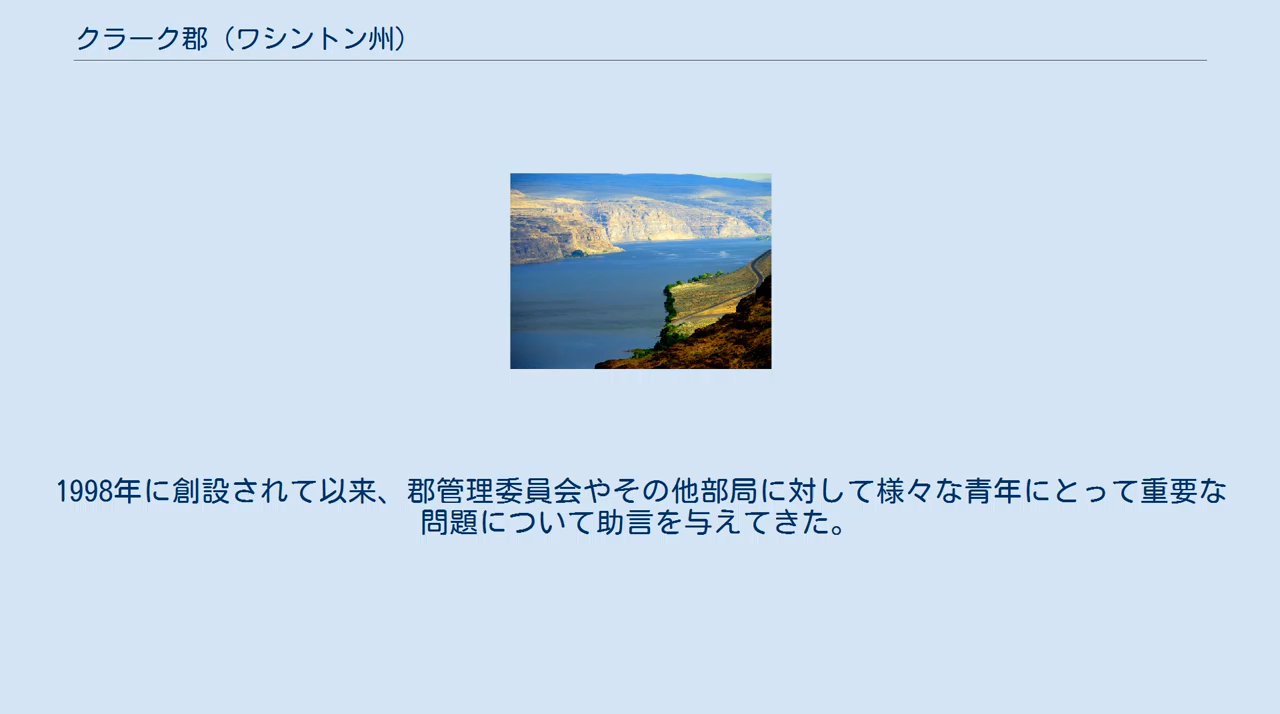 クラーク郡（ワシントン州）
1998年に創設されて以来、郡管理委員会やその他部局に対して様々な青年にとって重要な
問題について助言を与えてきた。